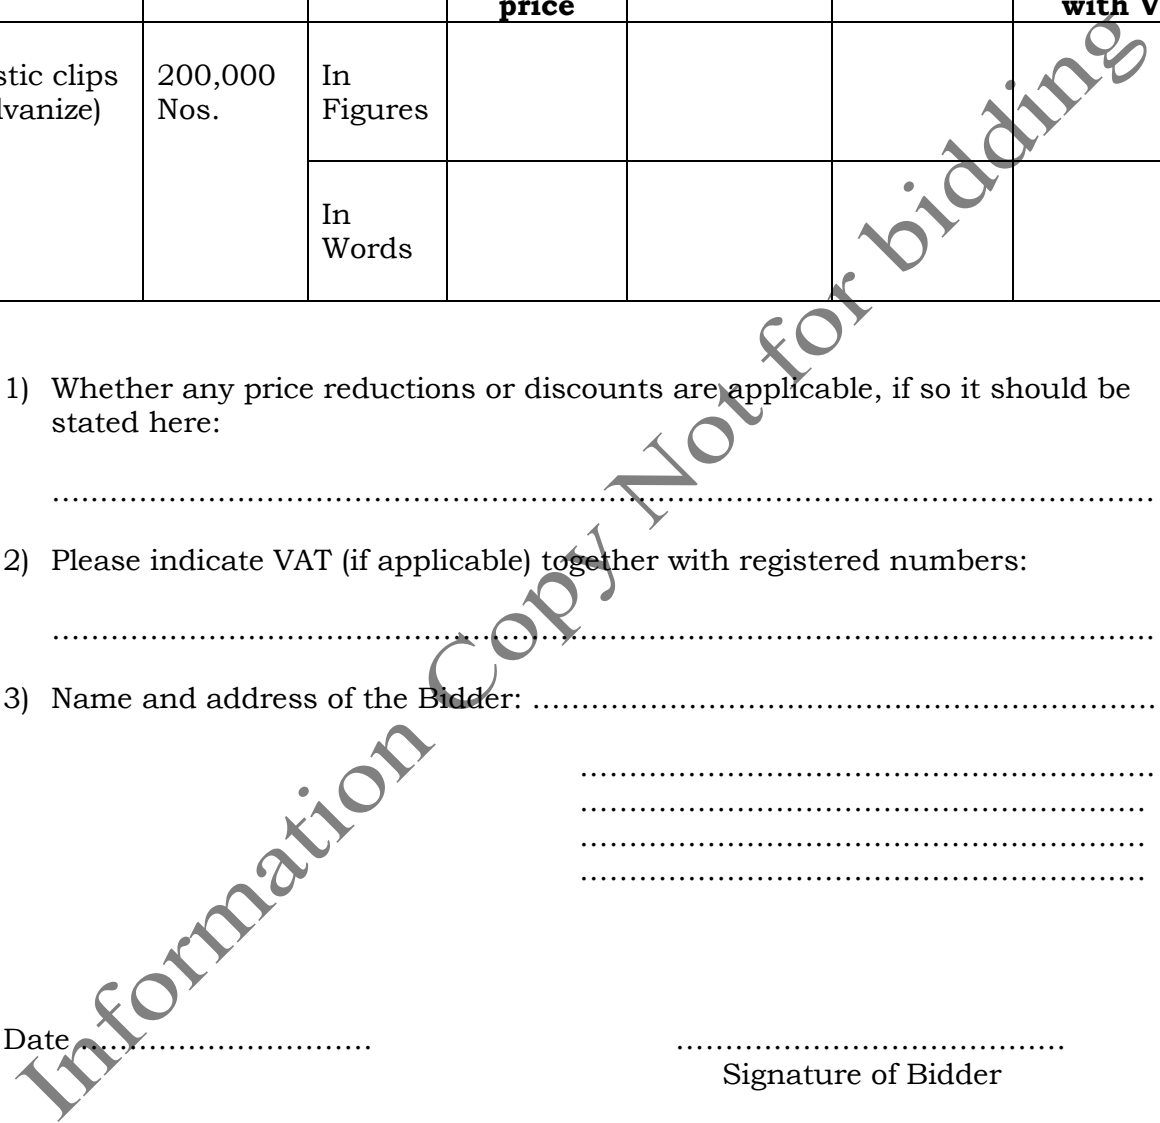 price with V
stic clips 200,000 In
lvanize) Nos. Figures
In
Words
1) Whether any price reductions or discounts are applicable, if so it should be
stated here:
………………………………………………………………………………………………
2) Please indicate VAT (if applicable) together with registered numbers:
………………………………………………………………………………………………
3) Name and address of the Bidder: ……………………………………………………
…………………………………………………
…………………………………………………
…………………………………………………
…………………………………………………
Date ………………………… …………………………………
Signature of Bidder
Information Copy Not for bidding